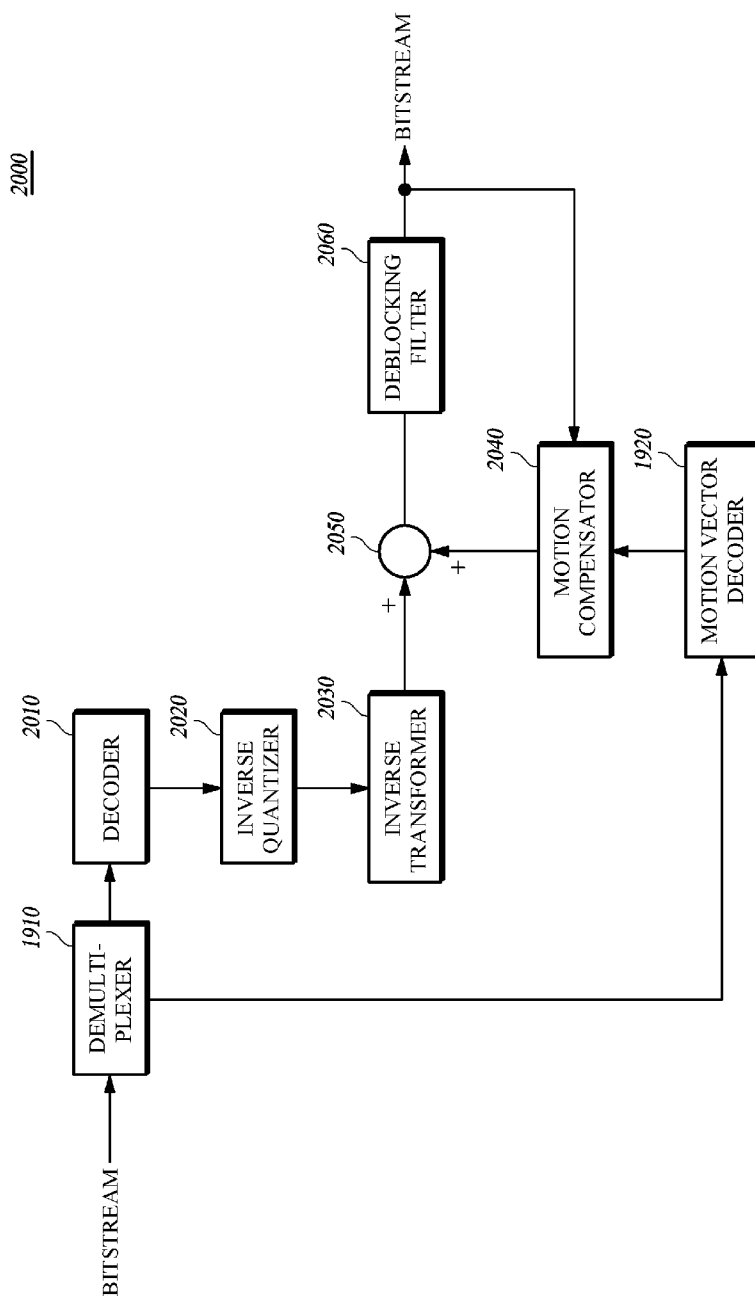 2000
BITSTREAM
1910
DEMULTI-
PLEXER
2010
DECODER
2020
INVERSE
QUANTIZER
2030
INVERSE
TRANSFORMER
+
+
2050
2060
DEBLOCKING
FILTER
BITSTREAM
2040
MOTION
COMPENSATOR
1920
MOTION VECTOR
DECODER